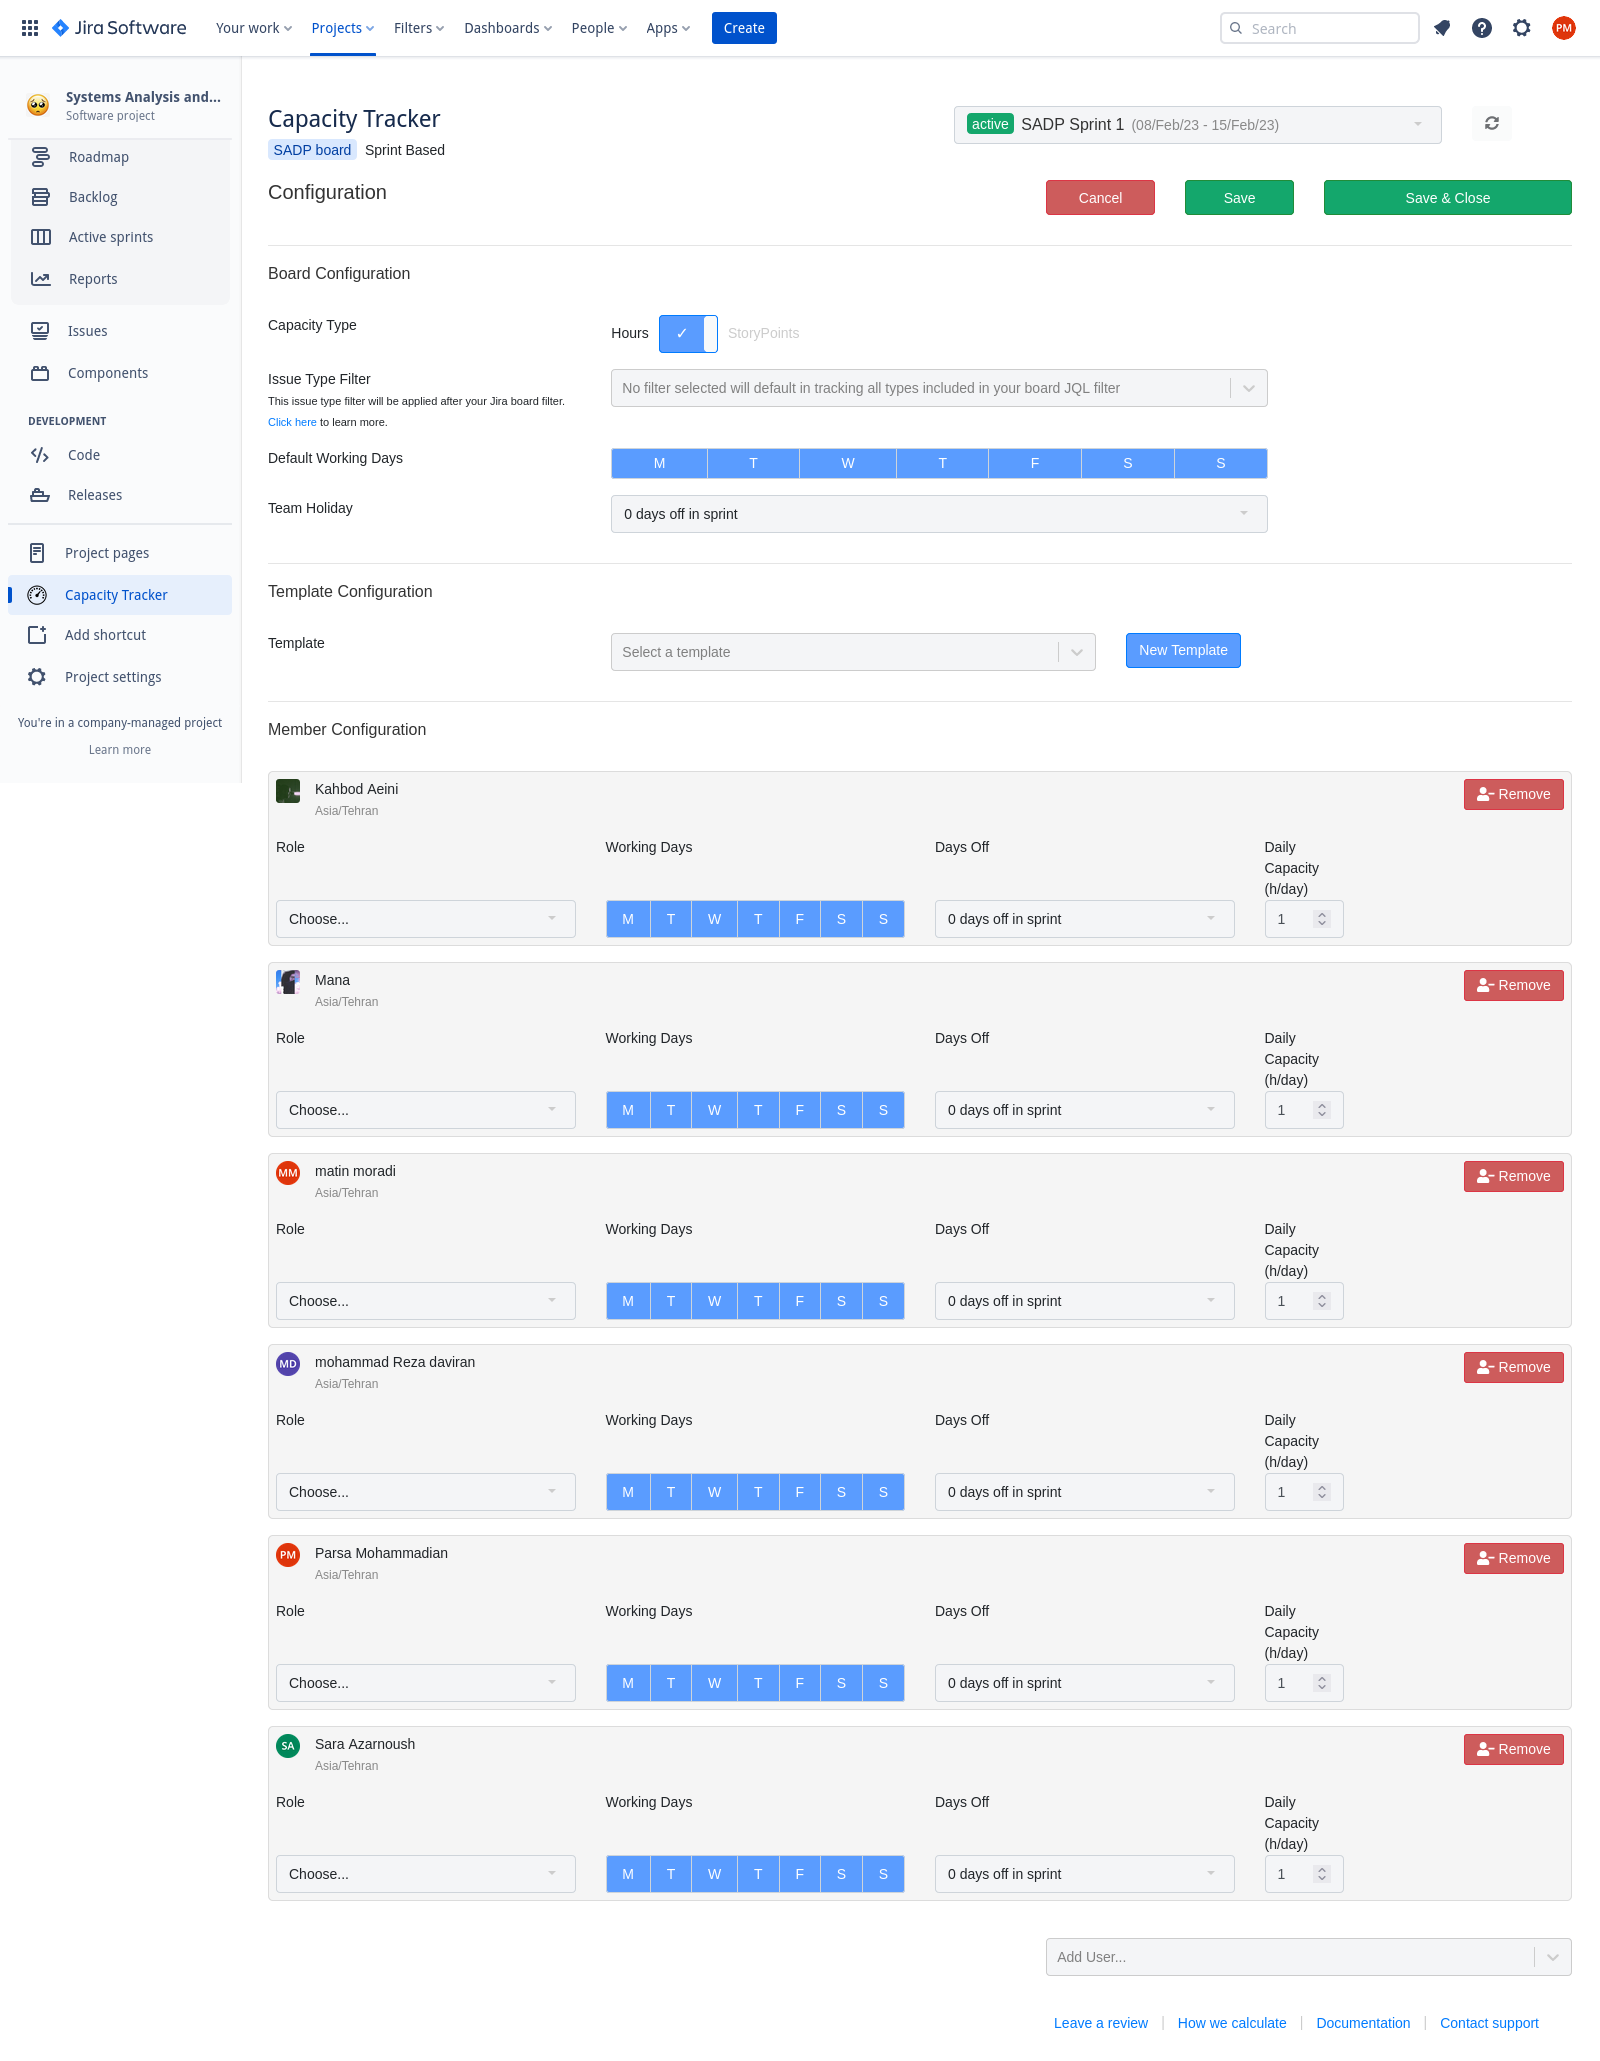 Jira Software
Your work
Projects
Filters
Dashboards
People
Apps
Create
Search
PM
Systems Analysis and...
Software project
Roadmap
Backlog
Active sprints
Reports
Issues
Components
DEVELOPMENT
Code
Releases
Project pages
Capacity Tracker
Add shortcut
Project settings
You're in a company-managed project
Learn more
Capacity Tracker
SADP board Sprint Based
active SADP Sprint 1 (08/Feb/23 - 15/Feb/23)
Configuration
Cancel
Save
Save & Close
Board Configuration
Capacity Type
Hours ✓ StoryPoints
Issue Type Filter
This issue type filter will be applied after your Jira board filter.
Click here to learn more.
No filter selected will default in tracking all types included in your board JQL filter
Default Working Days
M T W T F S S
Team Holiday
0 days off in sprint
Template Configuration
Template
Select a template
New Template
Member Configuration
Kahbod Aeini
Asia/Tehran
Remove
Role
Working Days
Days Off
Daily
Capacity
(h/day)
Choose...
M T W T F S S
0 days off in sprint
1
Mana
Asia/Tehran
Remove
Role
Working Days
Days Off
Daily
Capacity
(h/day)
Choose...
M T W T F S S
0 days off in sprint
1
MM
matin moradi
Asia/Tehran
Remove
Role
Working Days
Days Off
Daily
Capacity
(h/day)
Choose...
M T W T F S S
0 days off in sprint
1
MD
mohammad Reza daviran
Asia/Tehran
Remove
Role
Working Days
Days Off
Daily
Capacity
(h/day)
Choose...
M T W T F S S
0 days off in sprint
1
PM
Parsa Mohammadian
Asia/Tehran
Remove
Role
Working Days
Days Off
Daily
Capacity
(h/day)
Choose...
M T W T F S S
0 days off in sprint
1
SA
Sara Azarnoush
Asia/Tehran
Remove
Role
Working Days
Days Off
Daily
Capacity
(h/day)
Choose...
M T W T F S S
0 days off in sprint
1
Add User...
Leave a review | How we calculate | Documentation | Contact support